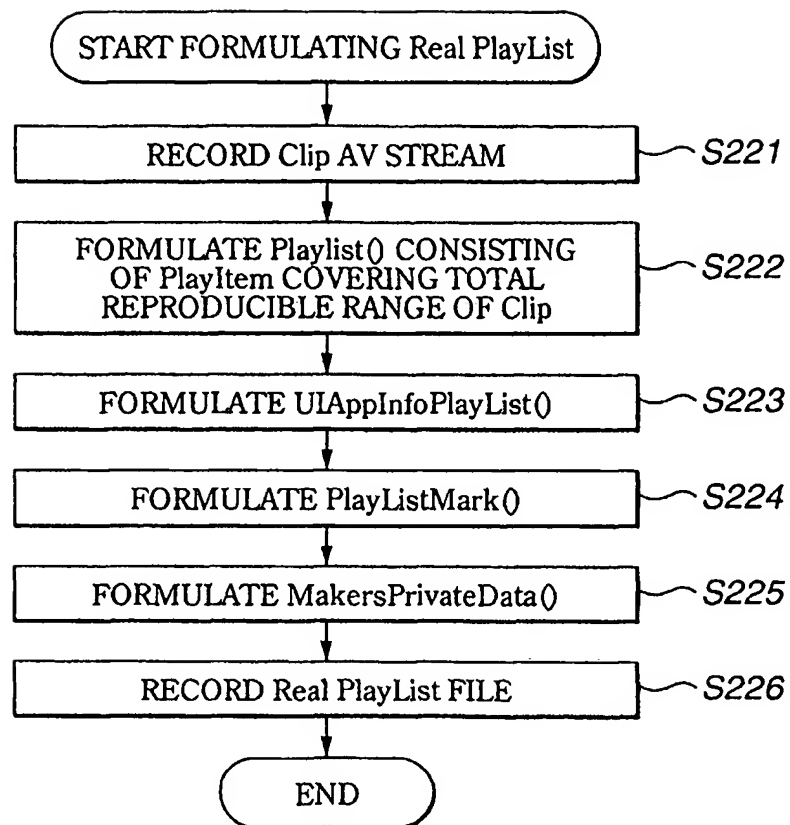 START FORMULATING Real PlayList
RECORD Clip AV STREAM
S221
FORMULATE Playlist() CONSISTING
OF PlayItem COVERING TOTAL
REPRODUCIBLE RANGE OF Clip
S222
FORMULATE UIAppInfoPlayList()
S223
FORMULATE PlayListMark()
S224
FORMULATE MakersPrivateData()
S225
RECORD Real PlayList FILE
S226
END